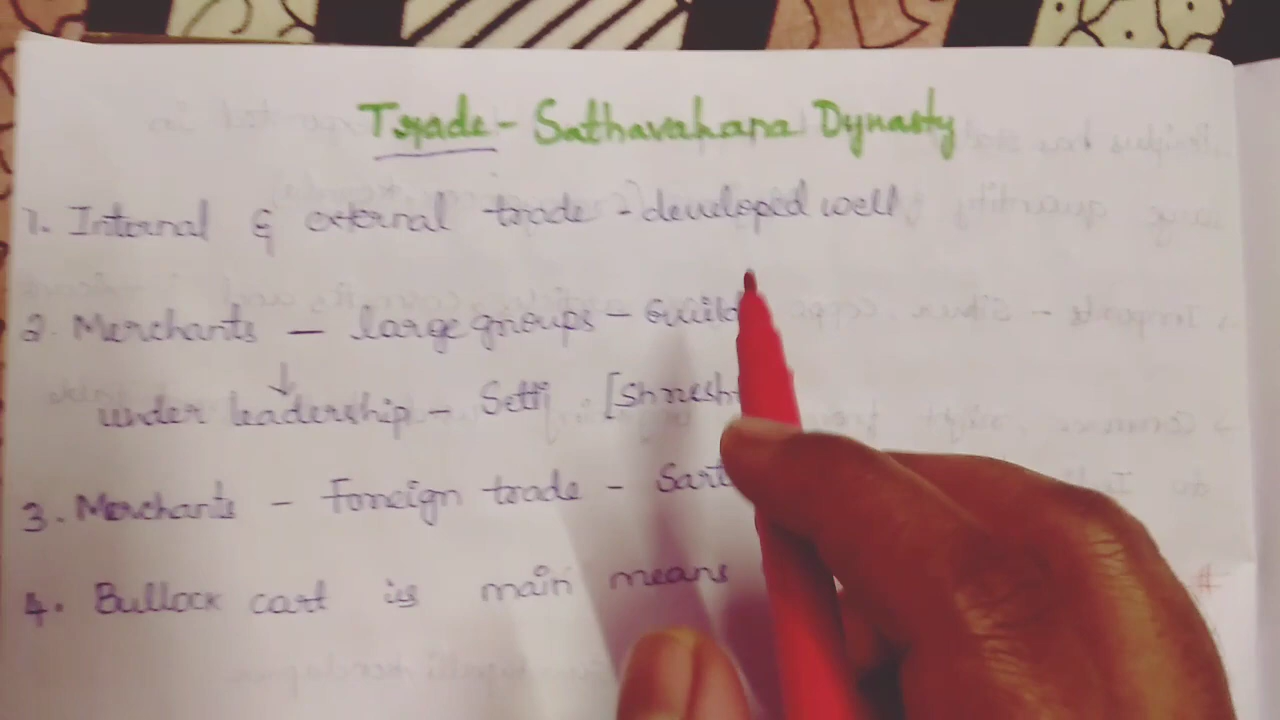 Trade - Sathavahana Dynasty
1. Internal & external trade - developed well
2. Merchants — large groups - Guild
↓
under leadership - Setti [Shresh
3. Merchants - Foreign trade - Sart
4. Bullock cart is main means